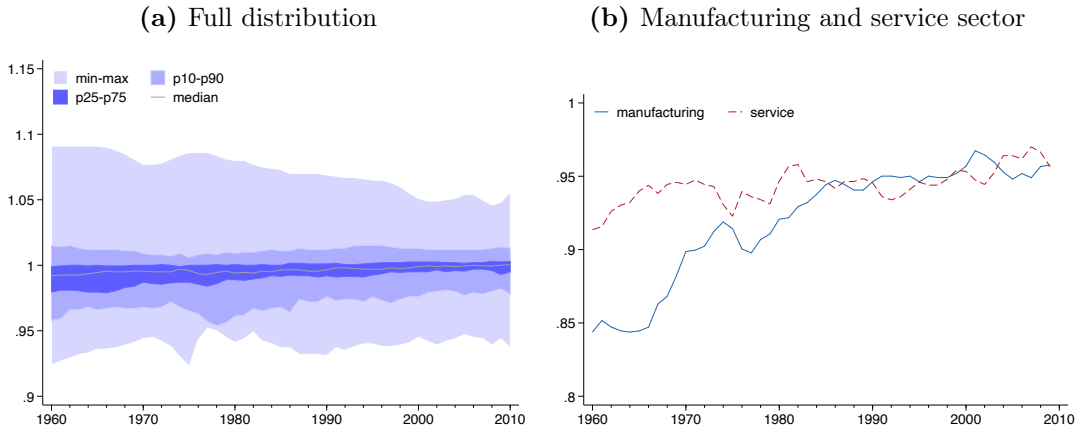 (a) Full distribution
1.15
min-max
p10-p90
p25-p75
median
1.1
1.05
1
.95
.9
1960
1970
1980
1990
2000
2010
(b) Manufacturing and service sector
1
manufacturing
service
.95
.9
.85
.8
1960
1970
1980
1990
2000
2010